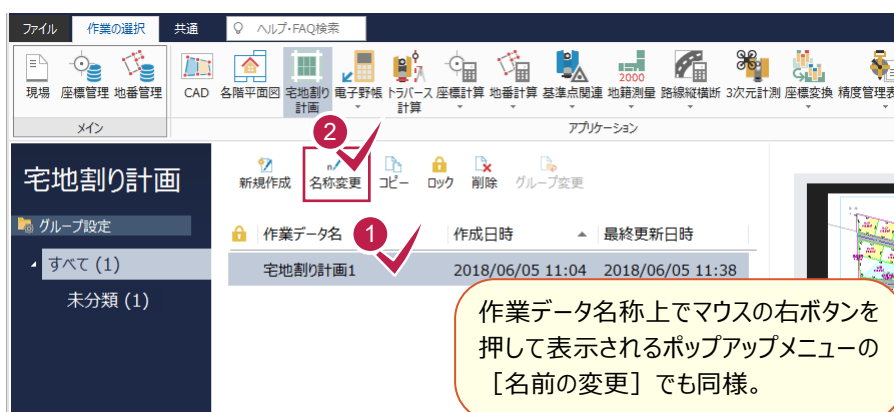 ファイル 作業の選択 共通 ヘルプ・FAQ検索
2000
現場 座標管理 地番管理 CAD 各階平面図 宅地割り計画 電子野帳 トラバース計算 座標計算 地番計算 基準点関連 地籍測量 路線縦横断 3次元計測 座標変換 精度管理表
メイン アプリケーション
2
宅地割り計画
新規作成 名称変更 コピー ロック 削除 グループ変更
グループ設定
1
作業データ名 作成日時 最終更新日時
すべて (1)
宅地割り計画1 2018/06/05 11:04 2018/06/05 11:38
未分類 (1)
作業データ名称上でマウスの右ボタンを
押して表示されるポップアップメニューの
［名前の変更］でも同様。